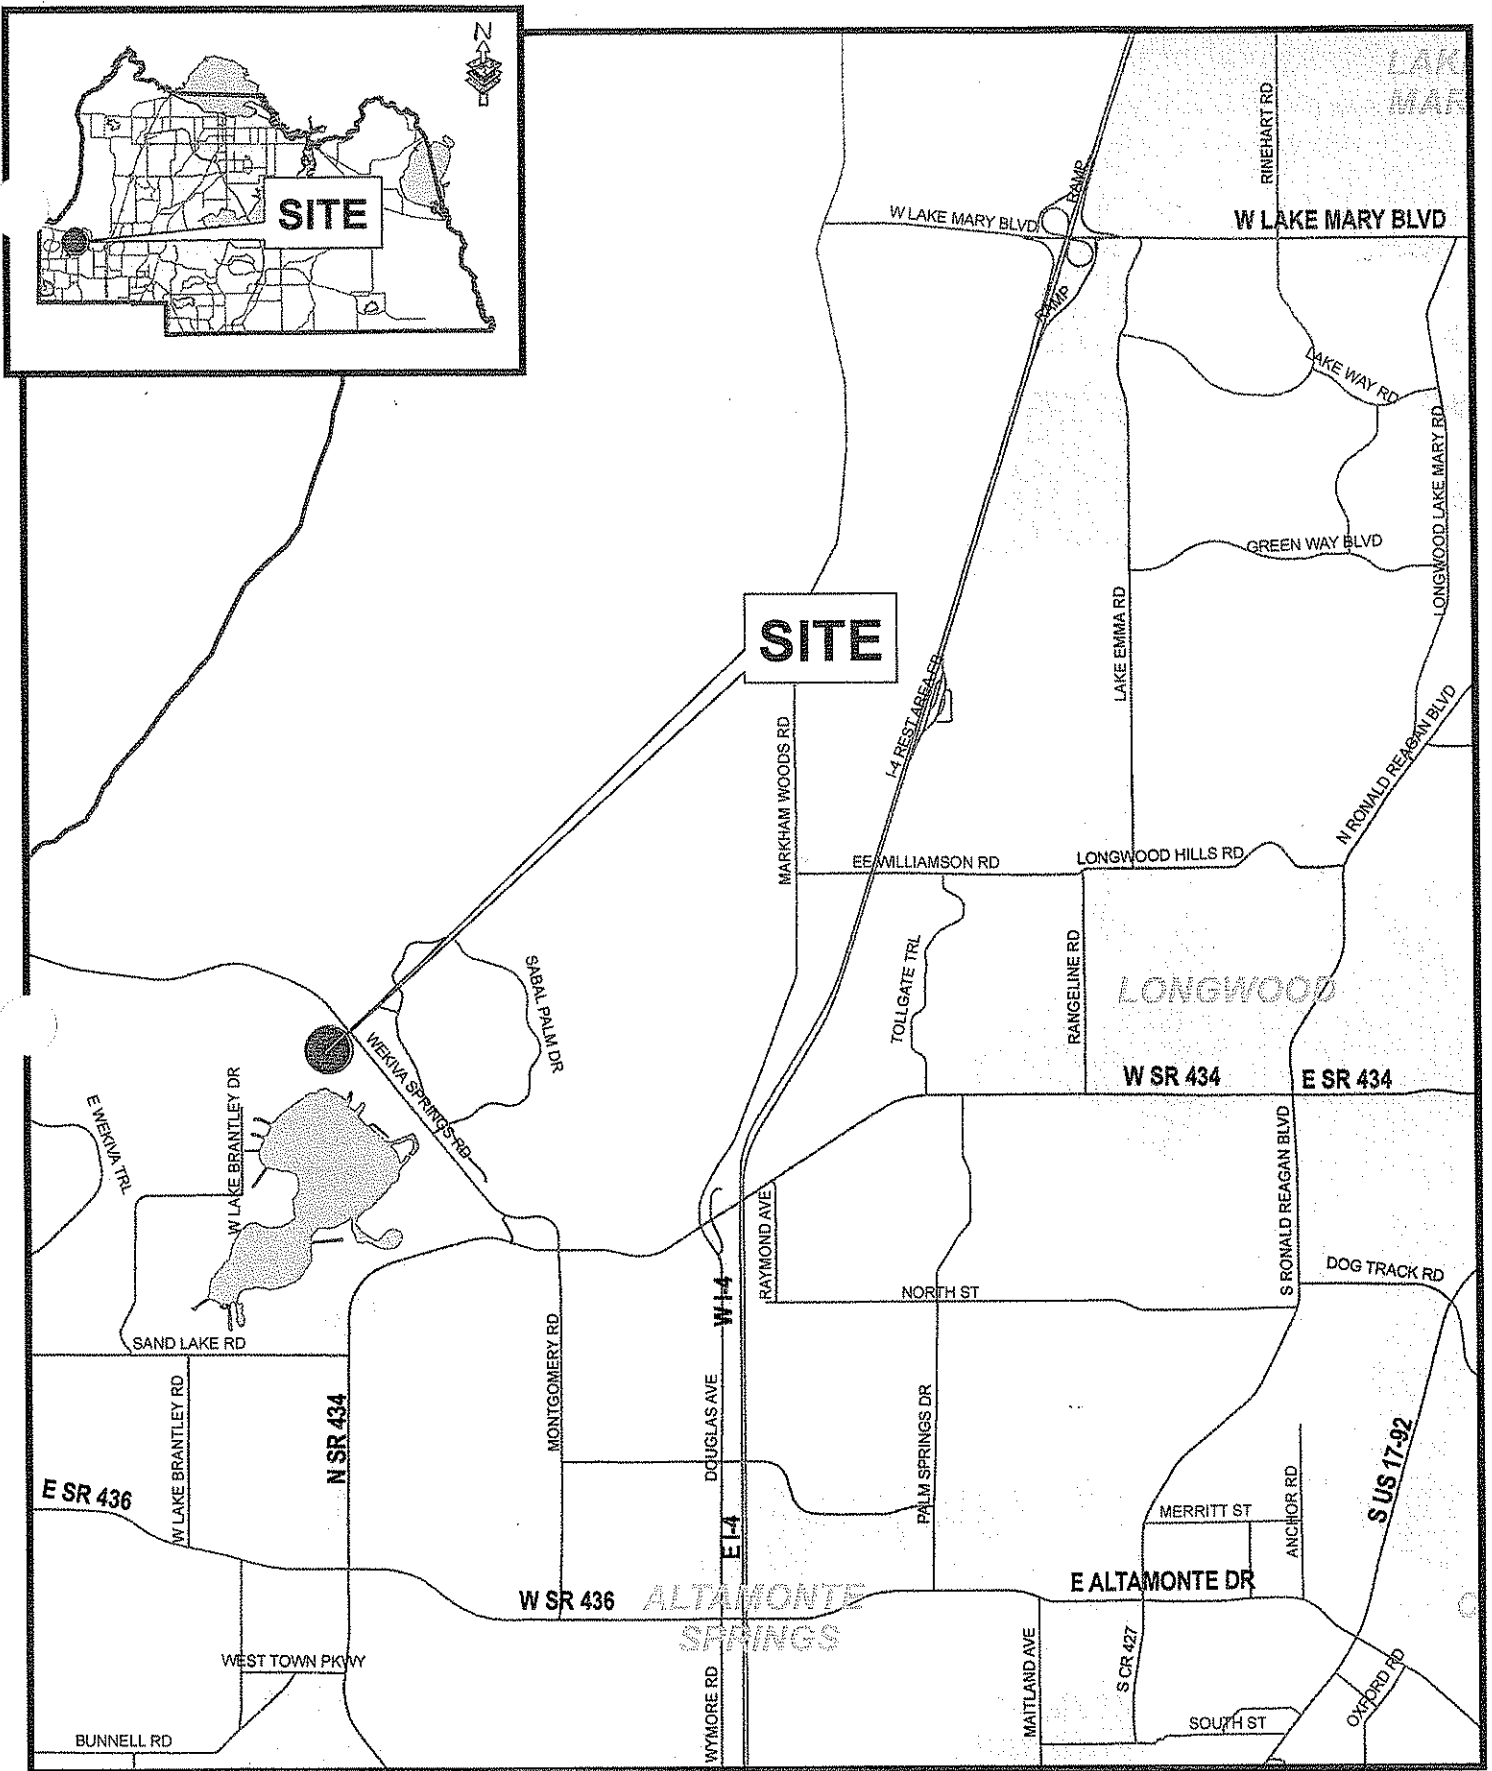 N
SITE
LAK
MAR
RINEHART RD
RAMP
W LAKE MARY BLVD
W LAKE MARY BLVD
RAMP
LAKE WAY RD
LONGWOOD LAKE MARY RD
GREEN WAY BLVD
LAKE EMMA RD
SITE
I-4 REST AREA EB
MARKHAM WOODS RD
N RONALD REAGAN BLVD
EE WILLIAMSON RD
LONGWOOD HILLS RD
SABAL PALM DR
TOLLGATE TRL
RANGELINE RD
LONGWOOD
WEKIVA SPRINGS RD
W SR 434
E SR 434
E WEKIVA TRL
W LAKE BRANTLEY DR
S RONALD REAGAN BLVD
RAYMOND AVE
DOG TRACK RD
W I-4
NORTH ST
SAND LAKE RD
MONTGOMERY RD
W LAKE BRANTLEY RD
N SR 434
DOUGLAS AVE
PALM SPRINGS DR
S US 17-92
E SR 436
ANCHOR RD
MERRITT ST
E I-4
E ALTAMONTE DR
W SR 436
ALTAMONTE
SPRINGS
C
WEST TOWN PKWY
MAITLAND AVE
S CR 427
OXFORD RD
WYMORE RD
SOUTH ST
BUNNELL RD